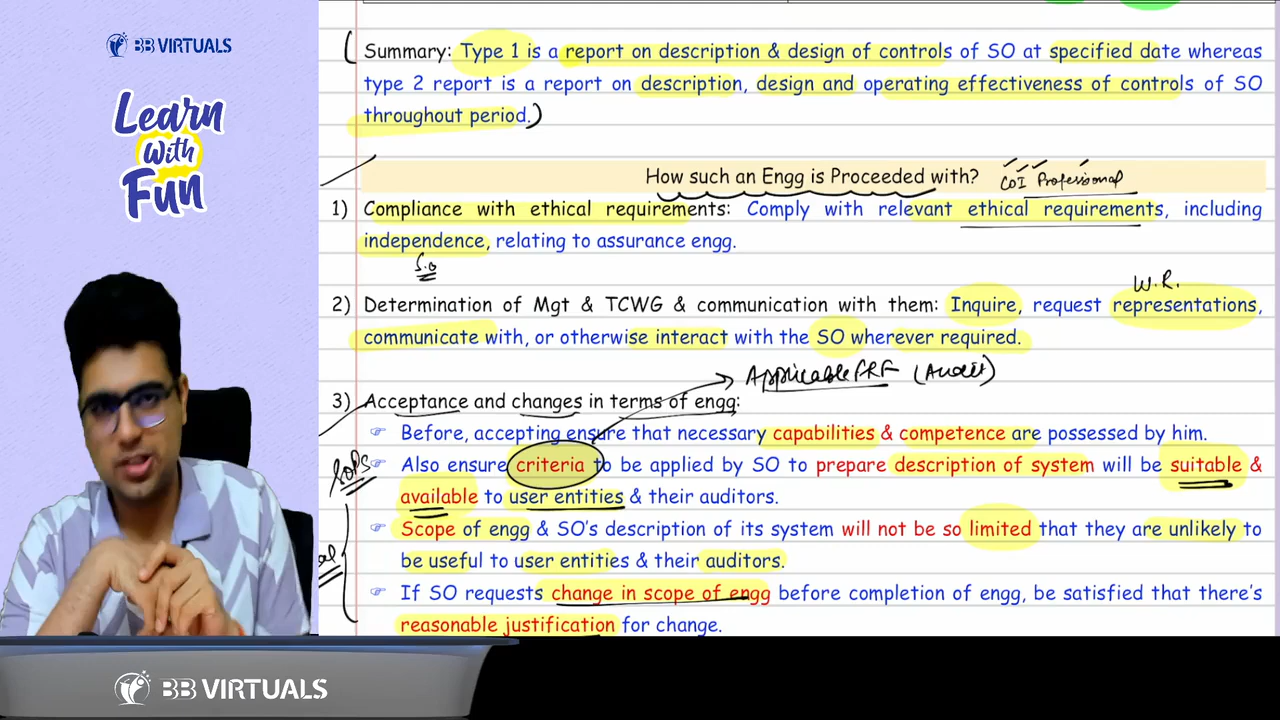 BB VIRTUALS
Learn
With
Fun
Summary: Type 1 is a report on description & design of controls of SO at specified date whereas
type 2 report is a report on description, design and operating effectiveness of controls of SO
throughout period.)
How such an Engg is Proceeded with? CoI Professional
1) Compliance with ethical requirements: Comply with relevant ethical requirements, including
independence, relating to assurance engg.
S.O
W.R.
2) Determination of Mgt & TCWG & communication with them: Inquire, request representations,
communicate with, or otherwise interact with the SO wherever required.
Applicable FRF (Audit)
3) Acceptance and changes in terms of engg:
☞ Before, accepting ensure that necessary capabilities & competence are possessed by him.
☞ Also ensure criteria to be applied by SO to prepare description of system will be suitable &
available to user entities & their auditors.
☞ Scope of engg & SO's description of its system will not be so limited that they are unlikely to
be useful to user entities & their auditors.
☞ If SO requests change in scope of engg before completion of engg, be satisfied that there's
reasonable justification for change.
BB VIRTUALS